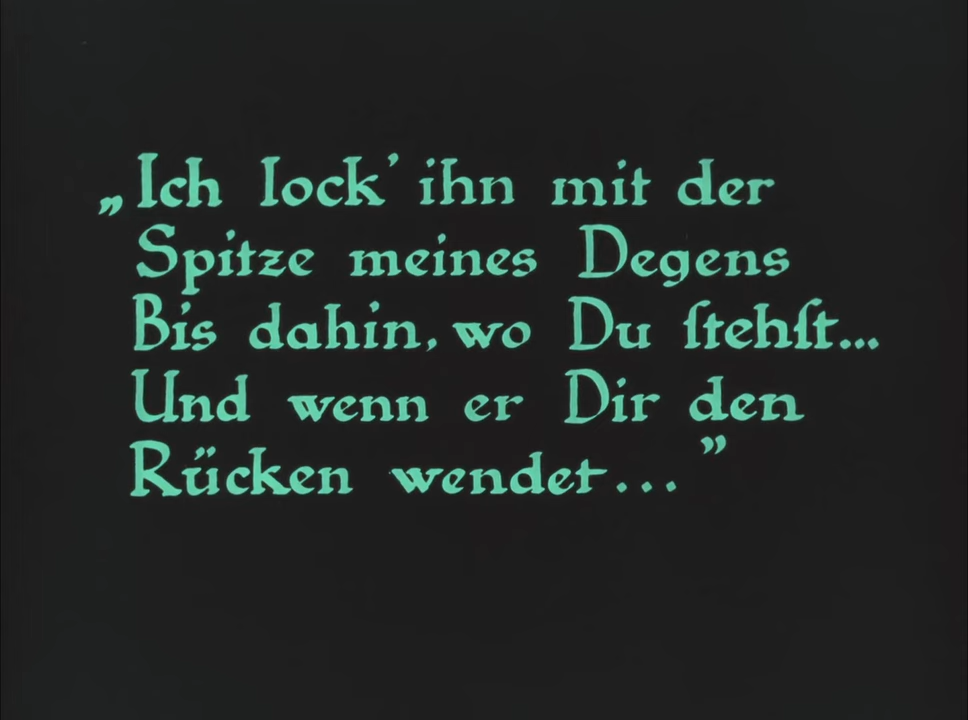 „Ich lock’ ihn mit der
Spitze meines Degens
Bis dahin, wo Du ſtehſt...
Und wenn er Dir den
Rücken wendet...”